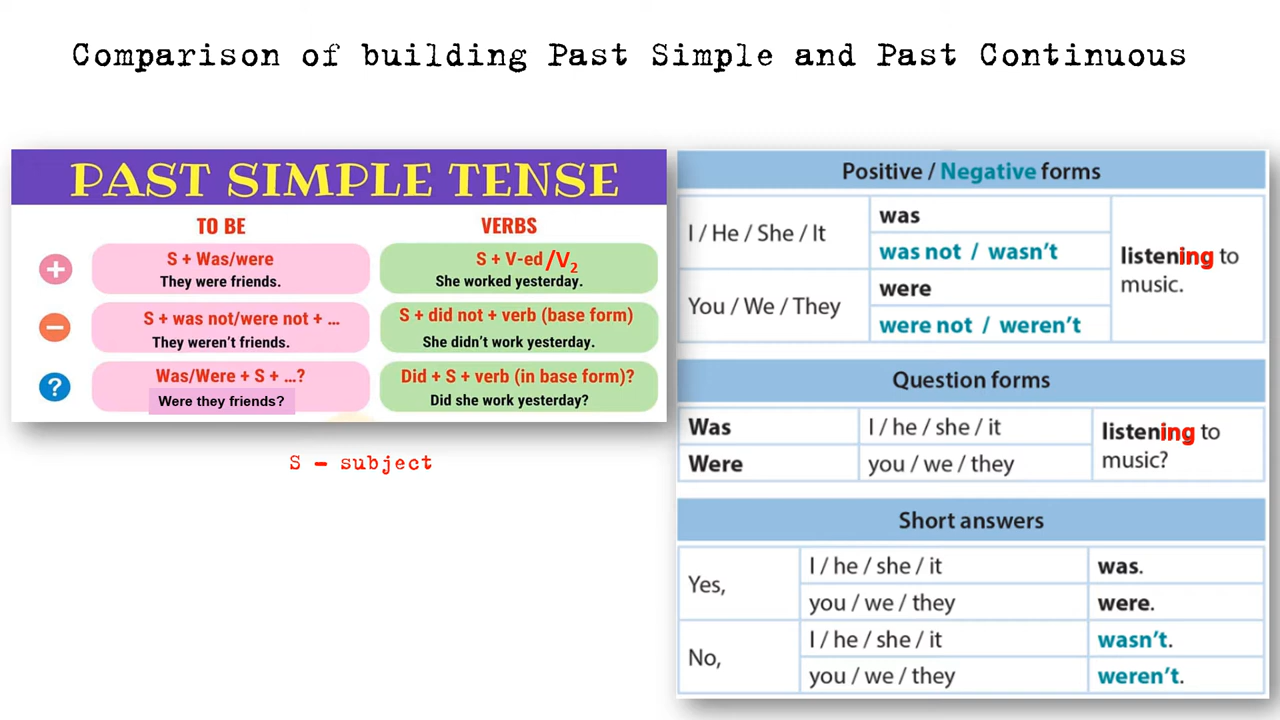 Comparison of building Past Simple and Past Continuous
PAST SIMPLE TENSE
TO BE
VERBS
S + Was/were
They were friends.
S + V-ed/V2
She worked yesterday.
S + was not/were not + ...
They weren't friends.
S + did not + verb (base form)
She didn't work yesterday.
?
Was/Were + S + ...?
Were they friends?
Did + S + verb (in base form)?
Did she work yesterday?
S - subject
Positive / Negative forms
I / He / She / It
was
was not / wasn't
You / We / They
were
were not / weren't
listening to
music.
Question forms
Was
I / he / she / it
Were
you / we / they
listening to
music?
Short answers
Yes,
I / he / she / it
was.
you / we / they
were.
No,
I / he / she / it
wasn't.
you / we / they
weren't.